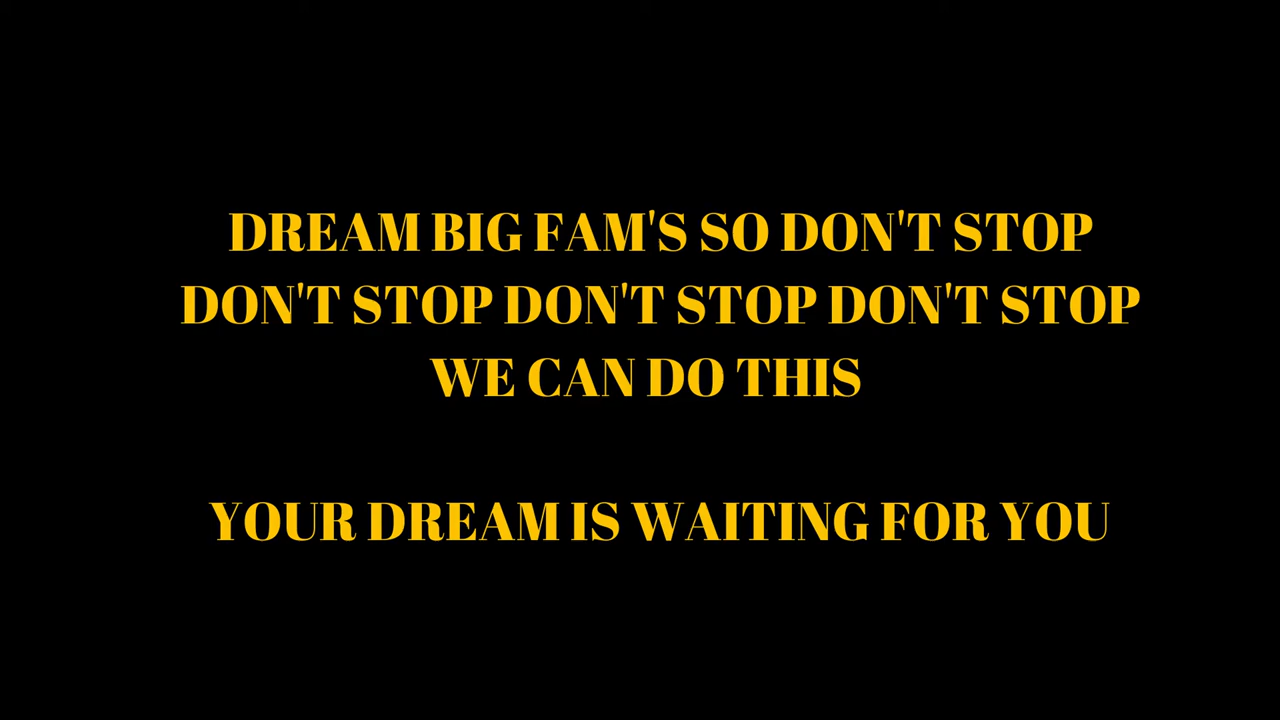 DREAM BIG FAM'S SO DON'T STOP
DON'T STOP DON'T STOP DON'T STOP
WE CAN DO THIS
YOUR DREAM IS WAITING FOR YOU